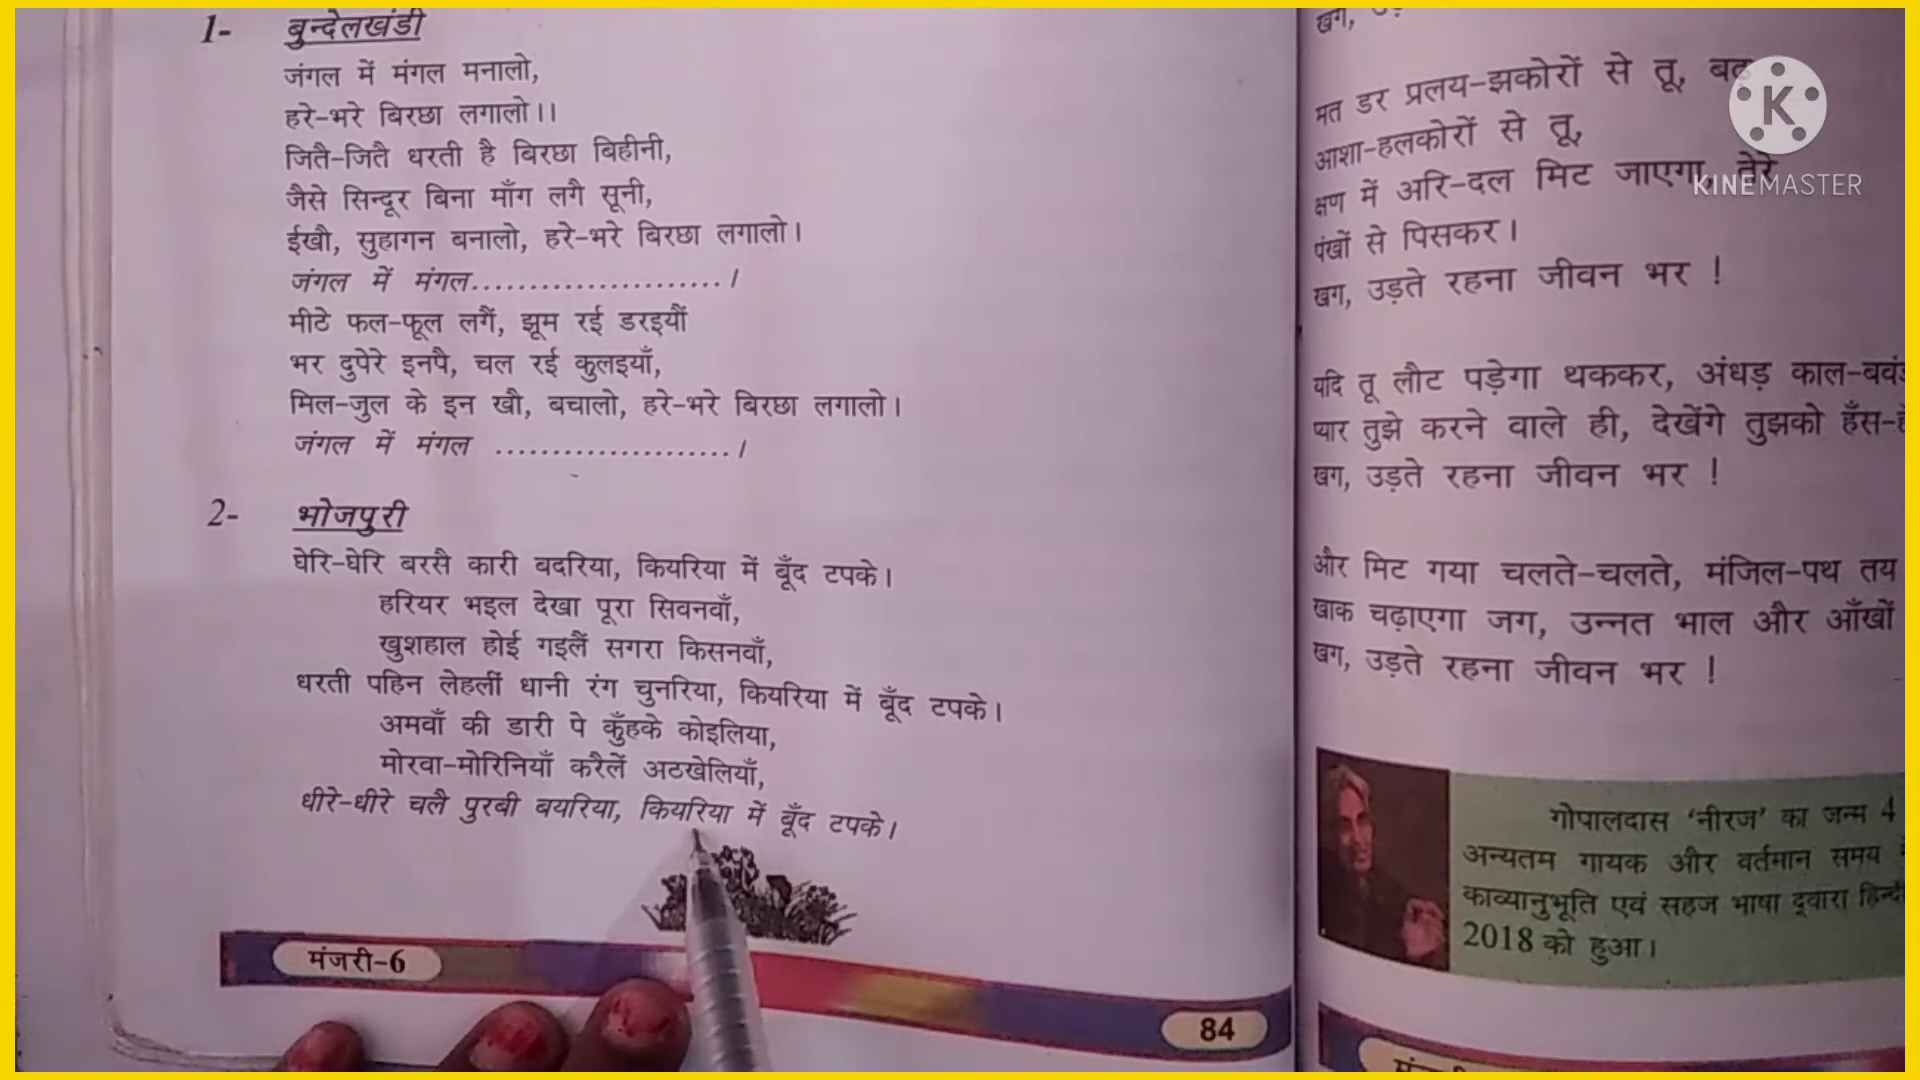 1- बुन्देलखंडी
जंगल में मंगल मनालो,
हरे-भरे बिरछा लगालो।।
जितै-जितै धरती है बिरछा बिहीनी,
जैसे सिन्दूर बिना माँग लगै सूनी,
ईखौ, सुहागन बनालो, हरे-भरे बिरछा लगालो।
जंगल में मंगल......................।
मीठे फल-फूल लगैं, झूम रई डरइयाँ
भर दुपेरे इनपै, चल रई कुलइयाँ,
मिल-जुल के इन खौ, बचालो, हरे-भरे बिरछा लगालो।
जंगल में मंगल .....................।
2- भोजपुरी
घेरि-घेरि बरसै कारी बदरिया, कियरिया में बूँद टपके।
हरियर भइल देखा पूरा सिवनवाँ,
खुशहाल होई गइलैं सगरा किसनवाँ,
धरती पहिन लेहलीं धानी रंग चुनरिया, कियरिया में बूँद टपके।
अमवाँ की डारी पे कुँहके कोइलिया,
मोरवा-मोरिनियाँ करैलें अठखेलियाँ,
धीरे-धीरे चलै पुरबी बयरिया, कियरिया में बूँद टपके।
मंजरी-6
84
खग,
मत डर प्रलय-झकोरों से तू, बढ़
आशा-हलकोरों से तू,
क्षण में अरि-दल मिट जाएगा, तेरे
पंखों से पिसकर।
खग, उड़ते रहना जीवन भर !
यदि तू लौट पड़ेगा थककर, अंधड़ काल-बवं
प्यार तुझे करने वाले ही, देखेंगे तुझको हँस-
खग, उड़ते रहना जीवन भर !
और मिट गया चलते-चलते, मंजिल-पथ तय
खाक चढ़ाएगा जग, उन्नत भाल और आँखों
खग, उड़ते रहना जीवन भर !
गोपालदास ‘नीरज’ का जन्म 4
अन्यतम गायक और वर्तमान समय
काव्यानुभूति एवं सहज भाषा द्वारा हिन्दी
2018 को हुआ।
K
KINEMASTER